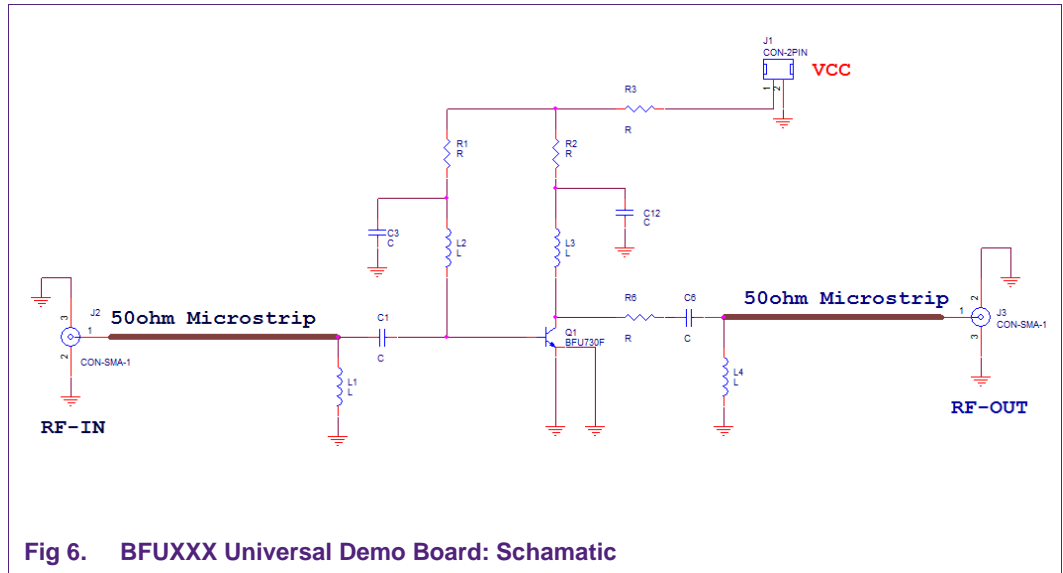 J1
CON-2PIN
VCC
1
2
R3
R
R1
R
R2
R
C3
C
L2
L
L3
L
C12
C
J2
3
1
2
CON-SMA-1
50ohm Microstrip
C1
C
L1
L
RF-IN
Q1
BFU730F
R6
R
C6
C
50ohm Microstrip
L4
L
2
1
3
J3
CON-SMA-1
RF-OUT
Fig 6. BFUXXX Universal Demo Board: Schamatic